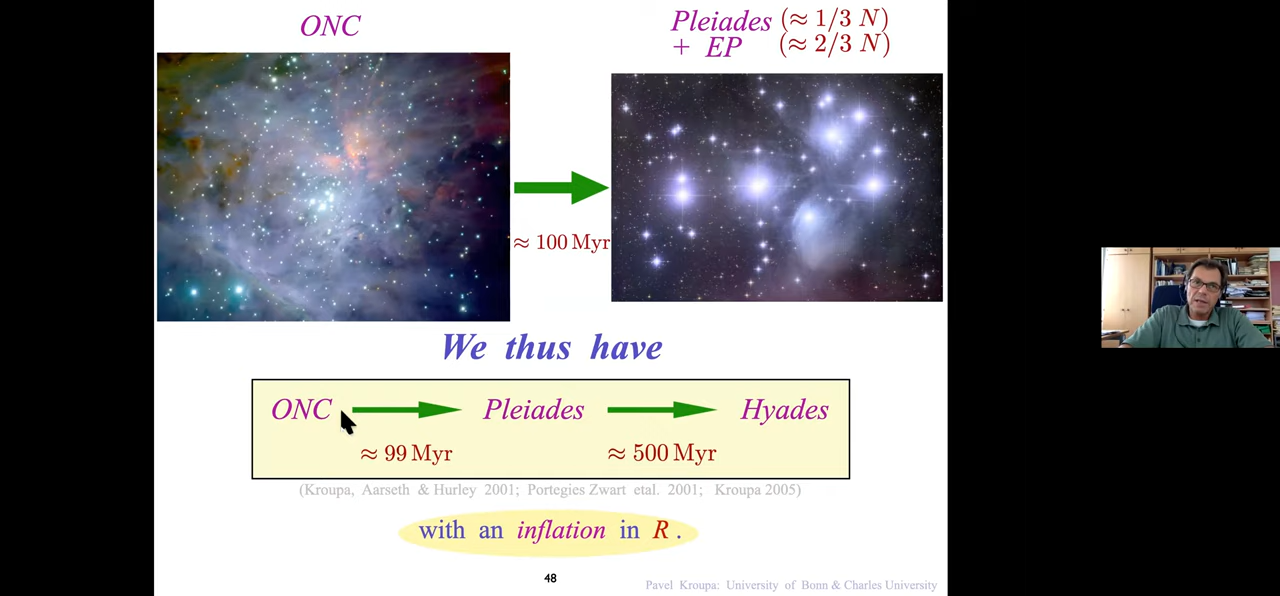 ONC
Pleiades (≈ 1/3 N)
+ EP (≈ 2/3 N)
≈ 100 Myr
We thus have
ONC Pleiades Hyades
≈ 99 Myr ≈ 500 Myr
(Kroupa, Aarseth & Hurley 2001; Portegies Zwart etal. 2001; Kroupa 2005)
with an inflation in R .
48
Pavel Kroupa: University of Bonn & Charles University